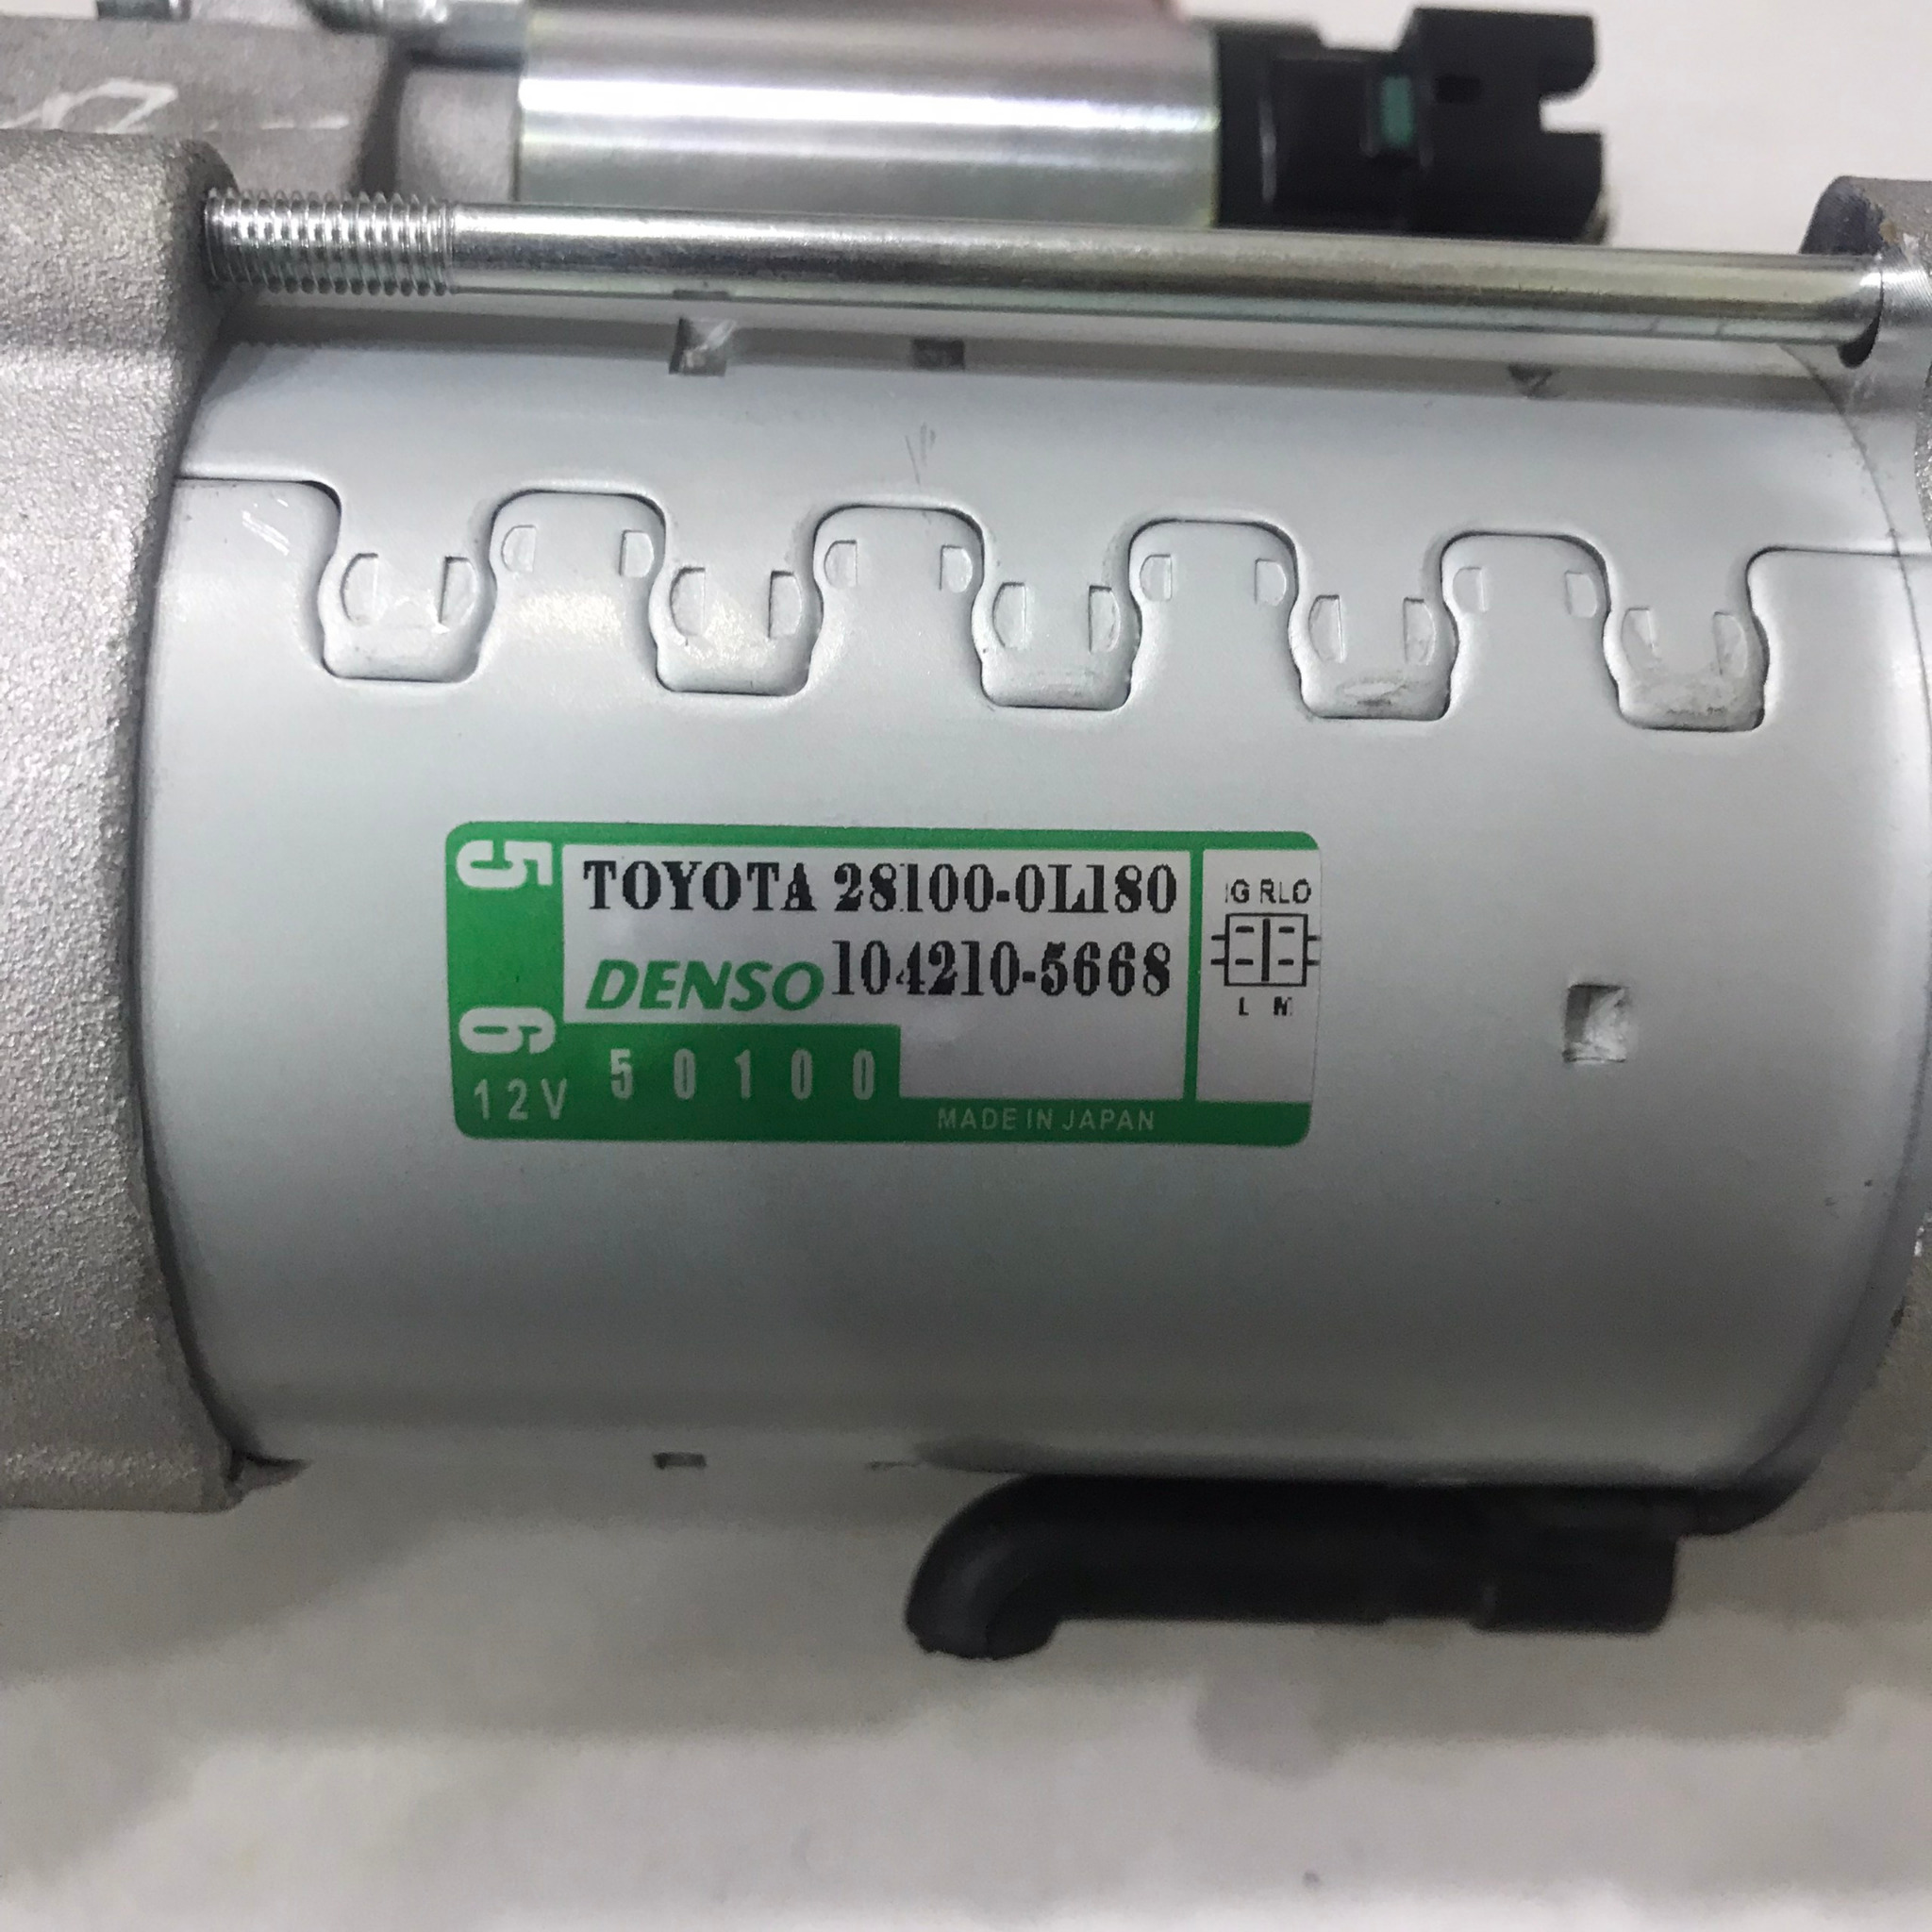 5
6
TOYOTA 28100-0L180
DENSO 104210-5668
12V 50100
MADE IN JAPAN
IG RLO
L M